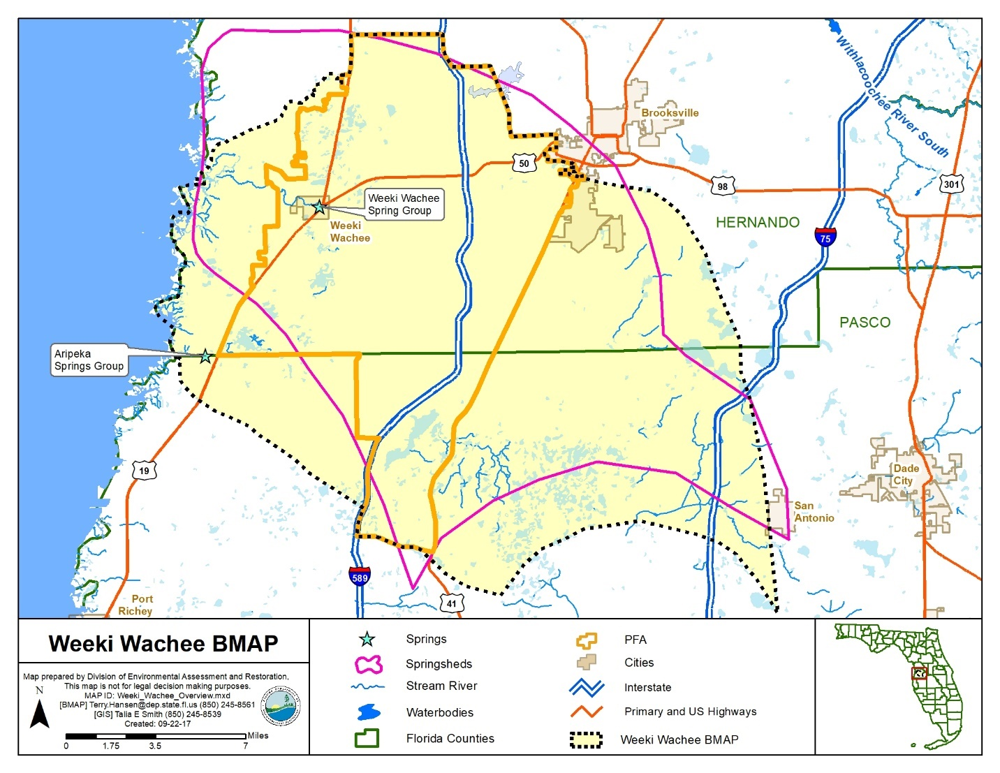 Withlacoochee River South
Brooksville
50
98
301
Weeki Wachee
Spring Group
Weeki
Wachee
HERNANDO
75
PASCO
Aripeka
Springs Group
19
Dade
City
San
Antonio
589
41
Port
Richey
Weeki Wachee BMAP
Map prepared by Division of Environmental Assessment and Restoration.
This map is not for legal decision making purposes.
MAP ID: Weeki_Wachee_Overview.mxd
[BMAP] Terry.Hansen@dep.state.fl.us (850) 245-8561
[GIS] Talia E Smith (850) 245-8539
Created: 09-22-17
N
Miles
0 1.75 3.5 7
Springs
Springsheds
Stream River
Waterbodies
Florida Counties
PFA
Cities
Interstate
Primary and US Highways
Weeki Wachee BMAP